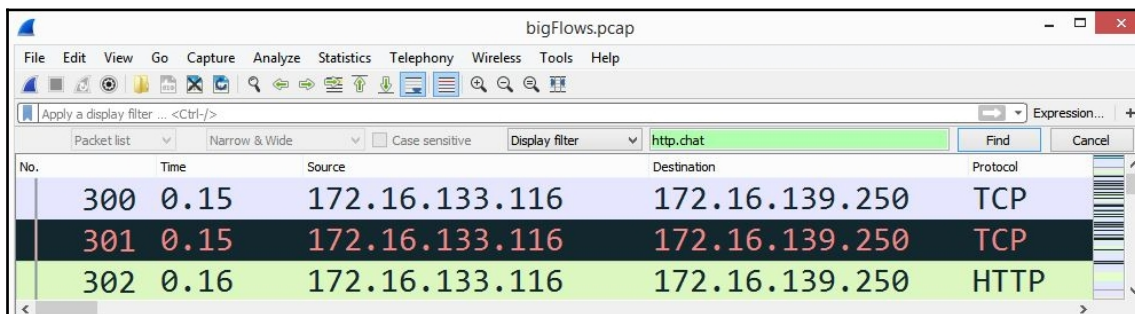 bigFlows.pcap
File Edit View Go Capture Analyze Statistics Telephony Wireless Tools Help
Apply a display filter ... <Ctrl-/> Expression... +
Packet list Narrow & Wide Case sensitive Display filter http.chat Find Cancel
No. Time Source Destination Protocol
300 0.15 172.16.133.116 172.16.139.250 TCP
301 0.15 172.16.133.116 172.16.139.250 TCP
302 0.16 172.16.133.116 172.16.139.250 HTTP